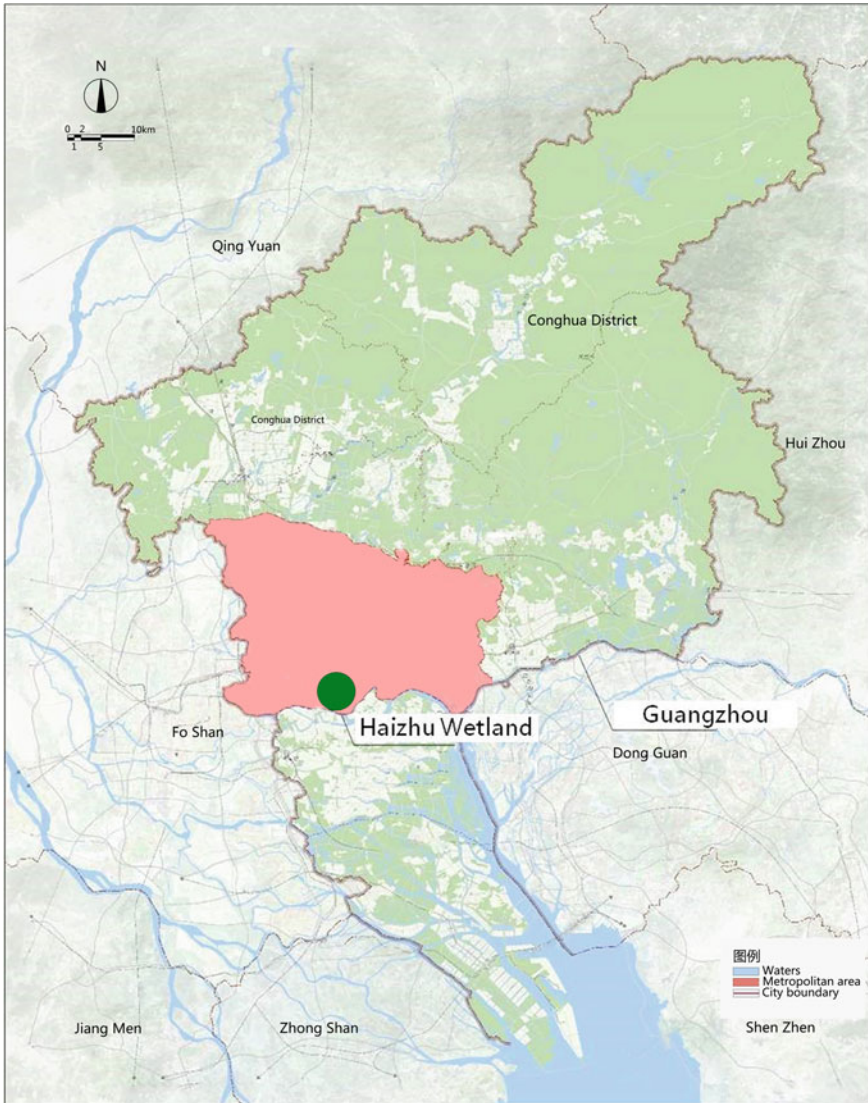 N
0 2 10km
1 5
Qing Yuan
Conghua District
Conghua District
Hui Zhou
Haizhu Wetland
Guangzhou
Fo Shan
Dong Guan
图例
Waters
Metropolitan area
City boundary
Jiang Men
Zhong Shan
Shen Zhen